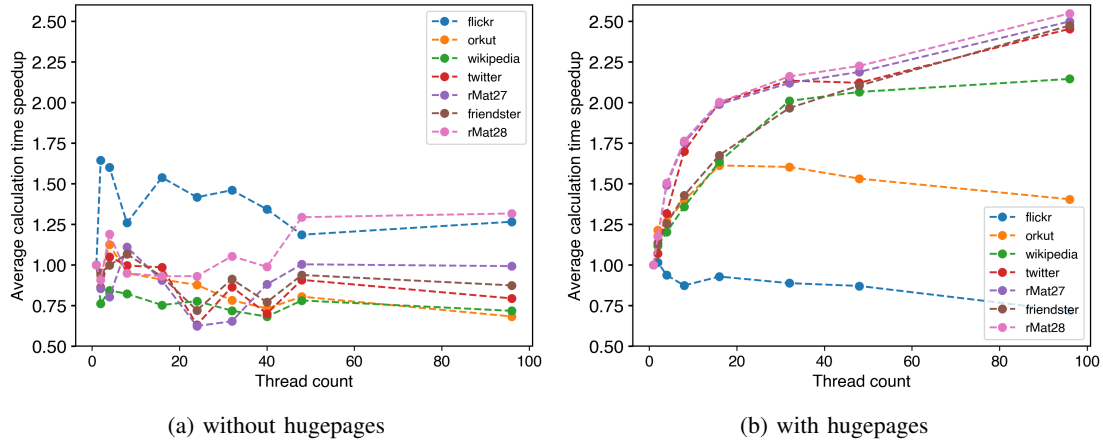 2.50
2.25
2.00
1.75
1.50
1.25
1.00
0.75
0.50
Average calculation time speedup
0 20 40 60 80 100
Thread count
flickr
orkut
wikipedia
twitter
rMat27
friendster
rMat28
(a) without hugepages
2.50
2.25
2.00
1.75
1.50
1.25
1.00
0.75
0.50
Average calculation time speedup
0 20 40 60 80 100
Thread count
flickr
orkut
wikipedia
twitter
rMat27
friendster
rMat28
(b) with hugepages